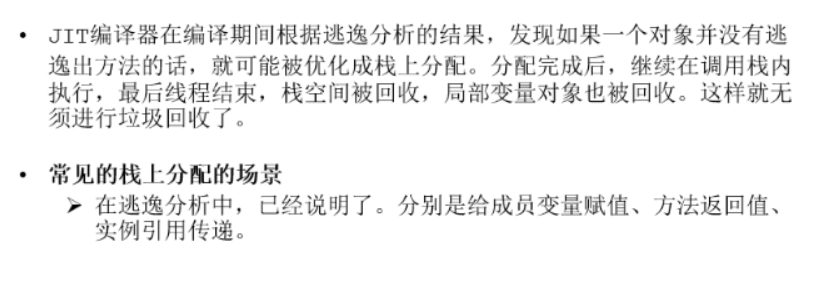 • JIT编译器在编译期间根据逃逸分析的结果，发现如果一个对象并没有逃
逸出方法的话，就可能被优化成栈上分配。分配完成后，继续在调用栈内
执行，最后线程结束，栈空间被回收，局部变量对象也被回收。这样就无
须进行垃圾回收了。
• 常见的栈上分配的场景
➢ 在逃逸分析中，已经说明了。分别是给成员变量赋值、方法返回值、
实例引用传递。